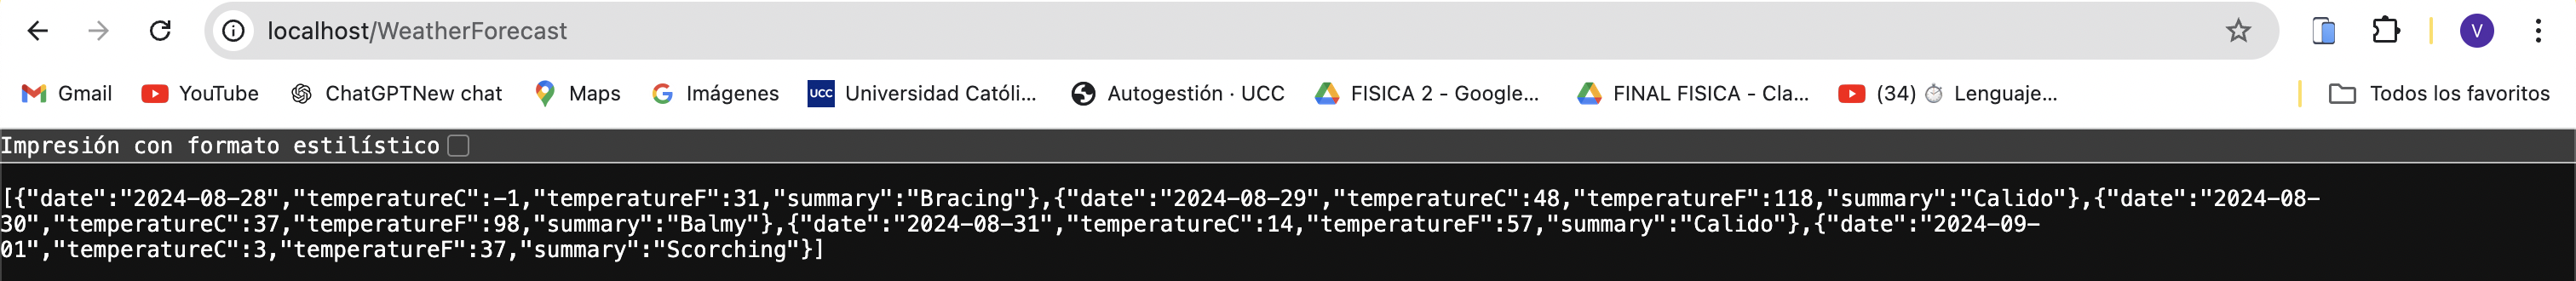 localhost/WeatherForecast
V
Gmail YouTube ChatGPTNew chat Maps Imágenes UCC Universidad Católi... Autogestión · UCC FISICA 2 - Google... FINAL FISICA - Cla... (34) ⏱ Lenguaje... Todos los favoritos
Impresión con formato estilístico
[{"date":"2024-08-28","temperatureC":-1,"temperatureF":31,"summary":"Bracing"},{"date":"2024-08-29","temperatureC":48,"temperatureF":118,"summary":"Calido"},{"date":"2024-08-
30","temperatureC":37,"temperatureF":98,"summary":"Balmy"},{"date":"2024-08-31","temperatureC":14,"temperatureF":57,"summary":"Calido"},{"date":"2024-09-
01","temperatureC":3,"temperatureF":37,"summary":"Scorching"}]